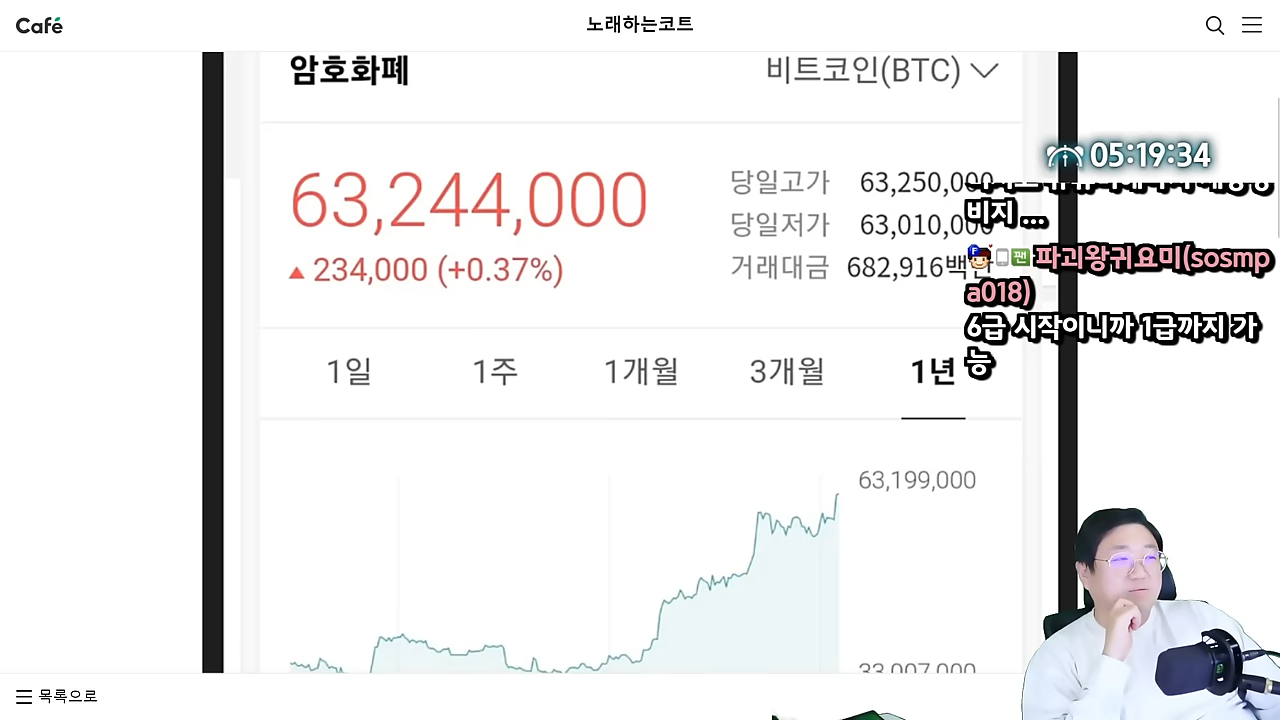 Café
노래하는코트
암호화폐
비트코인(BTC)
63,244,000
▲ 234,000 (+0.37%)
당일고가 63,250,000
당일저가 63,010,000
거래대금 682,916백만
1일 1주 1개월 3개월 1년
63,199,000
33,007,000
05:19:34
비지 ...
F 팬 파괴왕귀요미(sosmp
a018)
6급 시작이니까 1급까지 가
능
목록으로